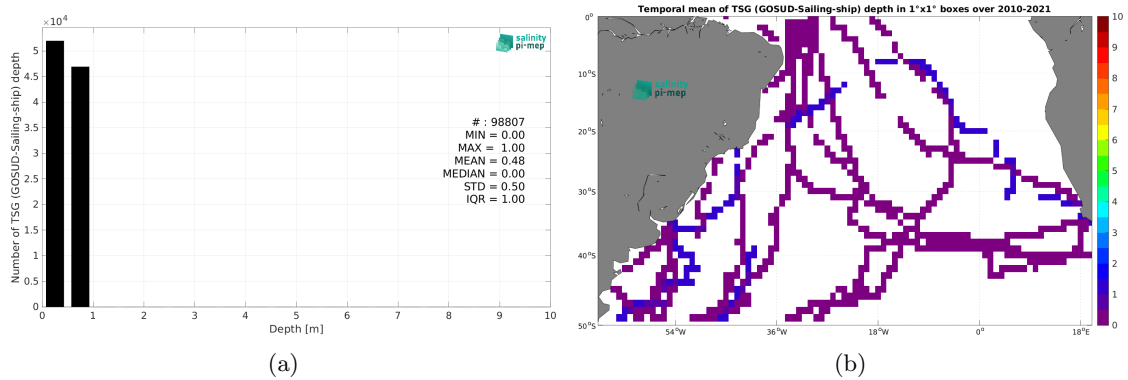 ×10⁴
5
4.5
4
3.5
3
2.5
2
1.5
1
0.5
0
Number of TSG (GOSUD-Sailing-ship) depth
salinity
pi-mep
# : 98807
MIN = 0.00
MAX = 1.00
MEAN = 0.48
MEDIAN = 0.00
STD = 0.50
IQR = 1.00
0 1 2 3 4 5 6 7 8 9 10
Depth [m]
(a)
Temporal mean of TSG (GOSUD-Sailing-ship) depth in 1°x1° boxes over 2010-2021
0°
10°S
20°S
30°S
40°S
50°S
salinity
pi-mep
54°W 36°W 18°W 0° 18°E
10
9
8
7
6
5
4
3
2
1
0
(b)